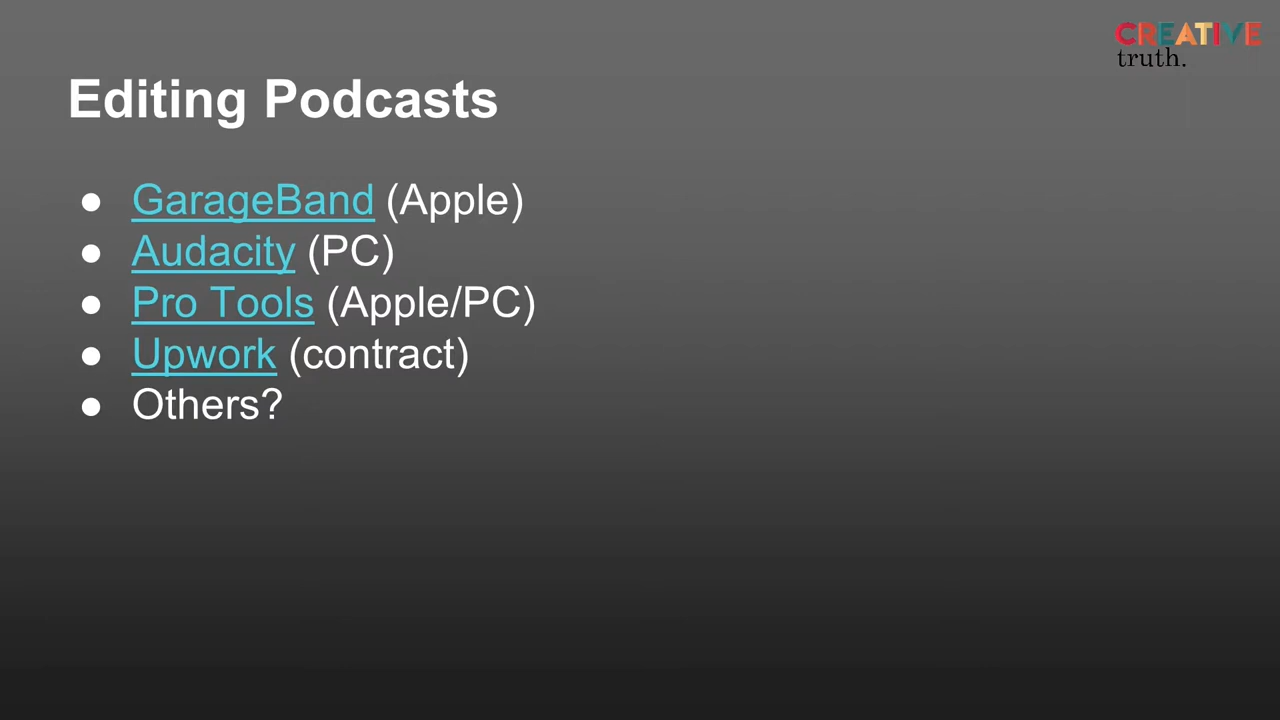 CREATIVE
truth.
Editing Podcasts
● GarageBand (Apple)
● Audacity (PC)
● Pro Tools (Apple/PC)
● Upwork (contract)
● Others?